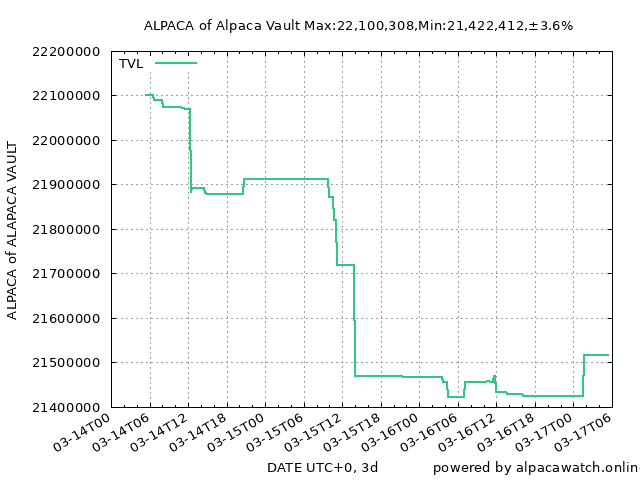 ALPACA of Alpaca Vault Max:22,100,308,Min:21,422,412,±3.6%
TVL
22200000
22100000
22000000
21900000
21800000
21700000
21600000
21500000
21400000
ALPACA of ALAPACA VAULT
03-14T00
03-14T06
03-14T12
03-14T18
03-15T00
03-15T06
03-15T12
03-15T18
03-16T00
03-16T06
03-16T12
03-16T18
03-17T00
03-17T06
DATE UTC+0, 3d
powered by alpacawatch.onlin